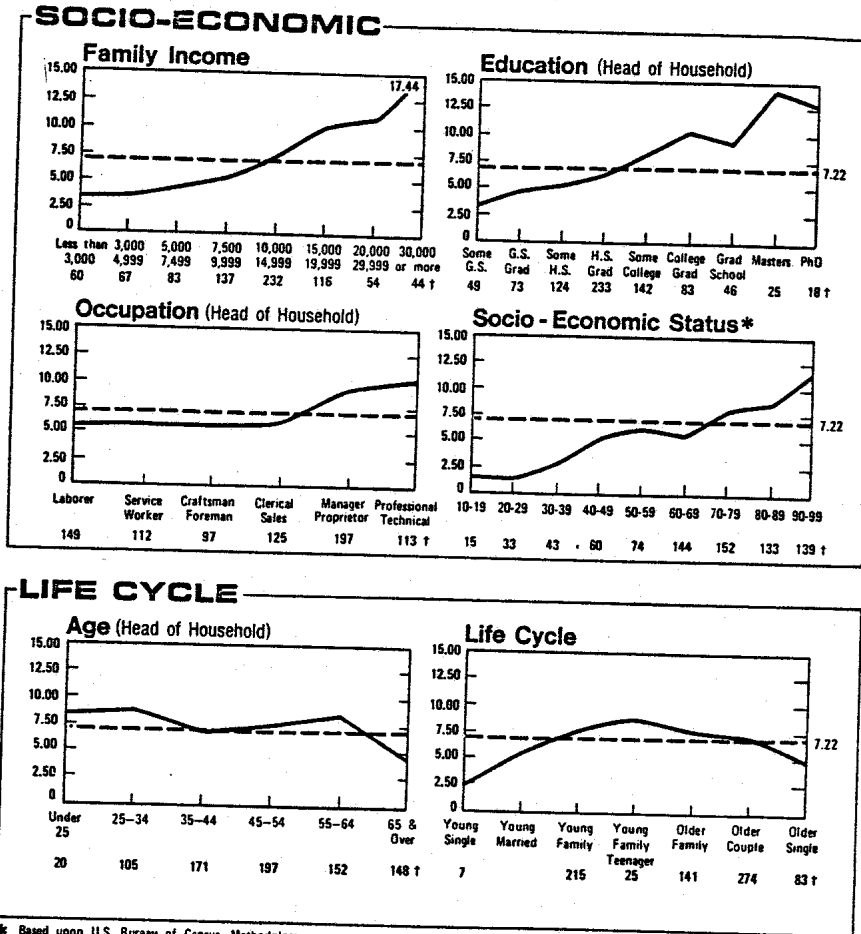 SOCIO-ECONOMIC
Family Income
15.00
12.50
10.00
7.50
5.00
2.50
0
17.44
Less than 3,000 5,000 7,500 10,000 15,000 20,000 30,000
3,000 4,999 7,499 9,999 14,999 19,999 29,999 or more
60 67 83 137 232 116 54 44 †
Education (Head of Household)
15.00
12.50
10.00
7.50
5.00
2.50
0
7.22
Some G.S. Some H.S. Some College Grad Masters PhD
G.S. Grad H.S. Grad College Grad School
49 73 124 233 142 83 46 25 18 †
Occupation (Head of Household)
15.00
12.50
10.00
7.50
5.00
2.50
0
Laborer Service Craftsman Clerical Manager Professional
Worker Foreman Sales Proprietor Technical
149 112 97 125 197 113 †
Socio-Economic Status*
15.00
12.50
10.00
7.50
5.00
2.50
0
7.22
10-19 20-29 30-39 40-49 50-59 60-69 70-79 80-89 90-99
15 33 43 60 74 144 152 133 139 †
LIFE CYCLE
Age (Head of Household)
15.00
12.50
10.00
7.50
5.00
2.50
0
Under 25–34 35–44 45–54 55–64 65 &
25 Over
20 105 171 197 152 148 †
Life Cycle
15.00
12.50
10.00
7.50
5.00
2.50
0
7.22
Young Young Young Young Older Older Older
Single Married Family Family Family Couple Single
Teenager
7 215 25 141 274 83 †
* Based upon U.S. Bureau of Census